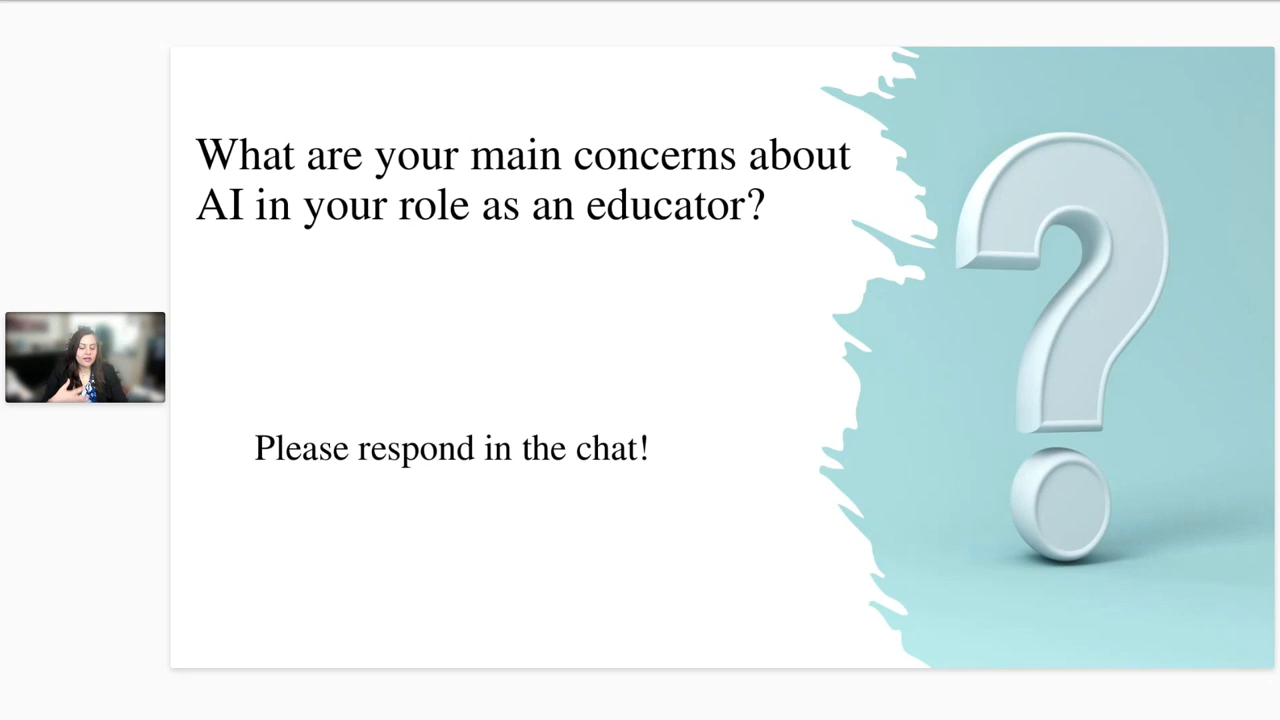 What are your main concerns about
AI in your role as an educator?
Please respond in the chat!